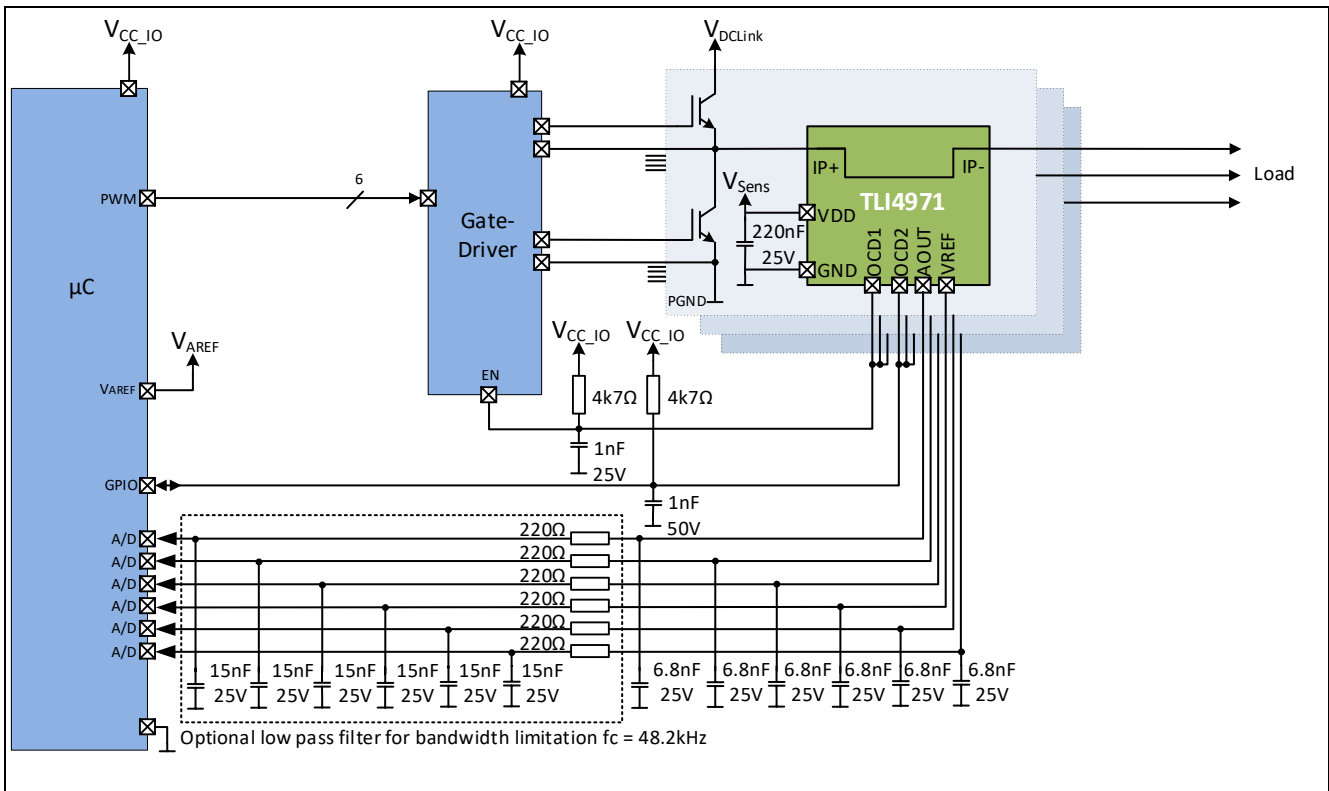 VCC_IO
VCC_IO
VDCLink
µC
PWM
6
Gate-
Driver
EN
VAREF
VAREF
GPIO
A/D
A/D
A/D
A/D
A/D
A/D
VSens
220nF
25V
PGND
IP+
IP-
TLI4971
VDD
GND
OCD1
OCD2
AOUT
VREF
Load
VCC_IO
VCC_IO
4k7Ω
4k7Ω
1nF
25V
1nF
50V
220Ω
220Ω
220Ω
220Ω
220Ω
220Ω
15nF
25V
15nF
25V
15nF
25V
15nF
25V
15nF
25V
15nF
25V
6.8nF
25V
6.8nF
25V
6.8nF
25V
6.8nF
25V
6.8nF
25V
6.8nF
25V
Optional low pass filter for bandwidth limitation fc = 48.2kHz